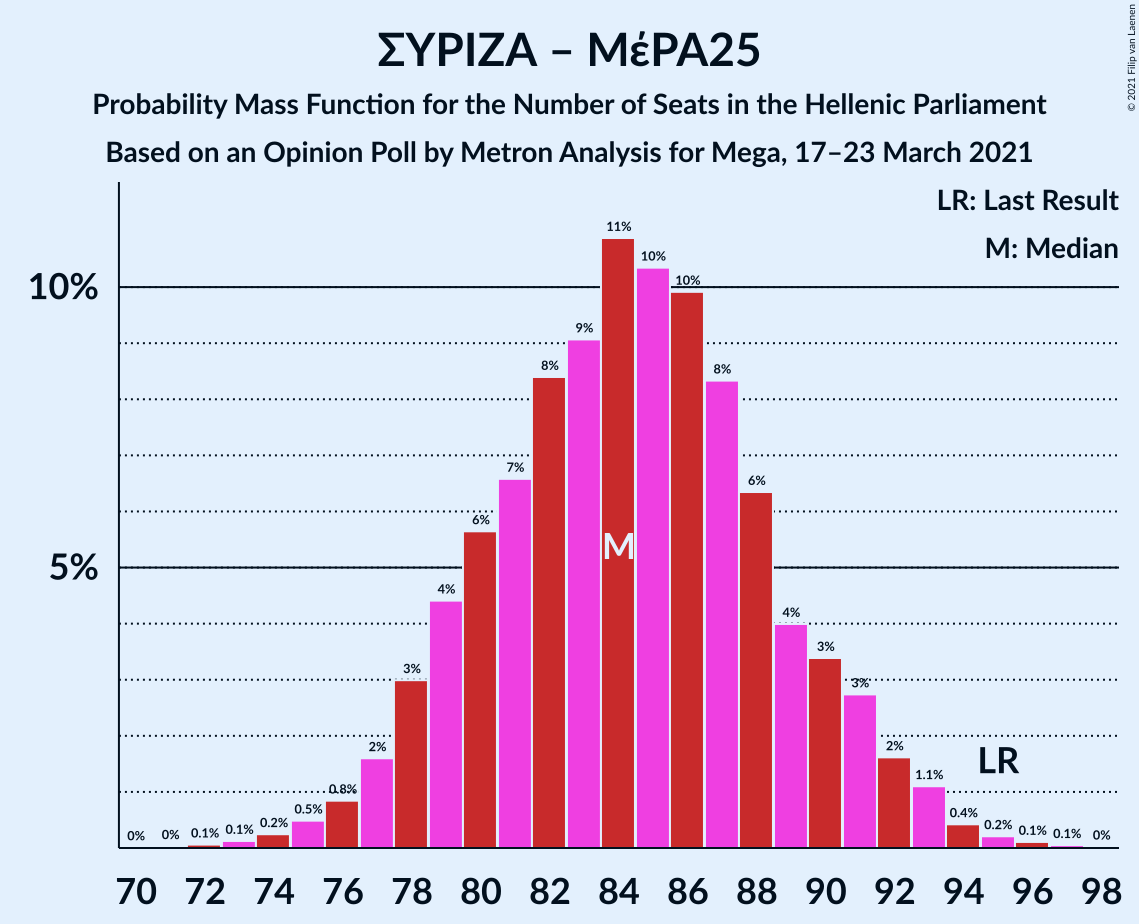 ΣΥΡΙΖΑ – ΜέΡΑ25
Probability Mass Function for the Number of Seats in the Hellenic Parliament
Based on an Opinion Poll by Metron Analysis for Mega, 17–23 March 2021
© 2021 Filip van Laenen
LR: Last Result
M: Median
10%
5%
0% 0% 0.1% 0.1% 0.2% 0.5% 0.8% 2% 3% 4% 6% 7% 8% 9% 11% 10% 10% 8% 6% 4% 3% 3% 2% 1.1% 0.4% 0.2% 0.1% 0.1% 0%
M
LR
70 72 74 76 78 80 82 84 86 88 90 92 94 96 98